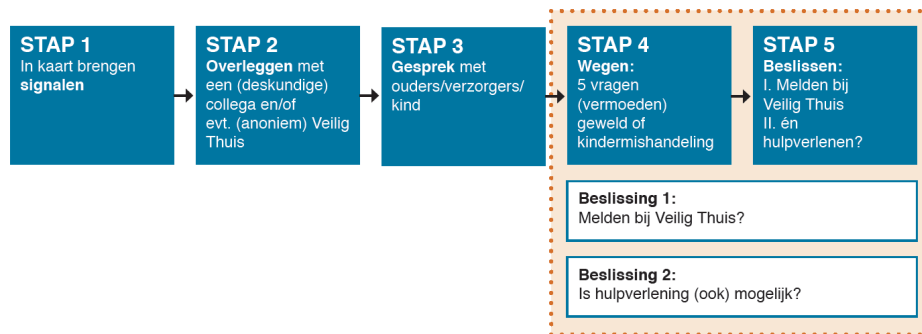 STAP 1
In kaart brengen
signalen
STAP 2
Overleggen met
een (deskundige)
collega en/of
evt. (anoniem) Veilig
Thuis
STAP 3
Gesprek met
ouders/verzorgers/
kind
STAP 4
Wegen:
5 vragen
(vermoeden)
geweld of
kindermishandeling
STAP 5
Beslissen:
I. Melden bij
Veilig Thuis
II. én
hulpverlenen?
Beslissing 1:
Melden bij Veilig Thuis?
Beslissing 2:
Is hulpverlening (ook) mogelijk?